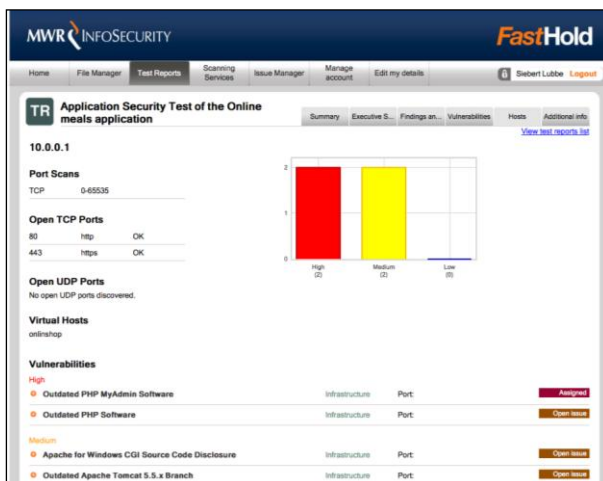 MWR INFOSECURITY
FastHold
Home File Manager Test Reports Scanning Services Issue Manager Manage account Edit my details Siebert Lubbe Logout
TR Application Security Test of the Online meals application
Summary Executive S... Findings an... Vulnerabilities Hosts Additional info
View test reports list
10.0.0.1
Port Scans
TCP 0-65535
Open TCP Ports
80 http OK
443 https OK
Open UDP Ports
No open UDP ports discovered.
Virtual Hosts
onlinshop
2
1
0
High Medium Low
(2) (2) (0)
Vulnerabilities
High
Outdated PHP MyAdmin Software Infrastructure Port: Assigned
Outdated PHP Software Infrastructure Port: Open issue
Medium
Apache for Windows CGI Source Code Disclosure Infrastructure Port: Open issue
Outdated Apache Tomcat 5.5.x Branch Infrastructure Port: Open issue